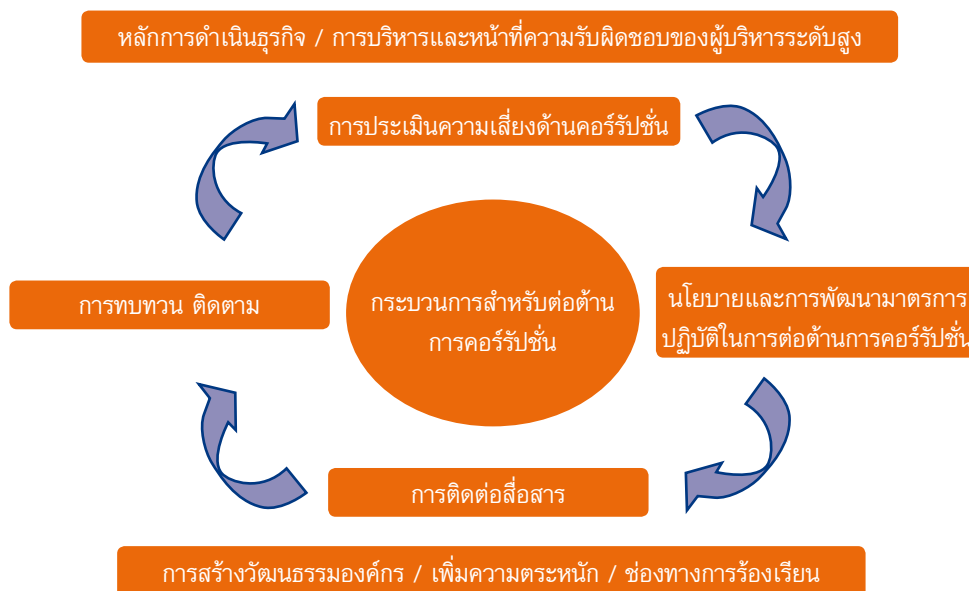 หลักการดำเนินธุรกิจ / การบริหารและหน้าที่ความรับผิดชอบของผู้บริหารระดับสูง
การประเมินความเสี่ยงด้านคอร์รัปชั่น
การทบทวน ติดตาม
กระบวนการสำหรับต่อต้าน
การคอร์รัปชั่น
นโยบายและการพัฒนามาตรการ
ปฏิบัติในการต่อต้านการคอร์รัปชั่น
การติดต่อสื่อสาร
การสร้างวัฒนธรรมองค์กร / เพิ่มความตระหนัก / ช่องทางการร้องเรียน